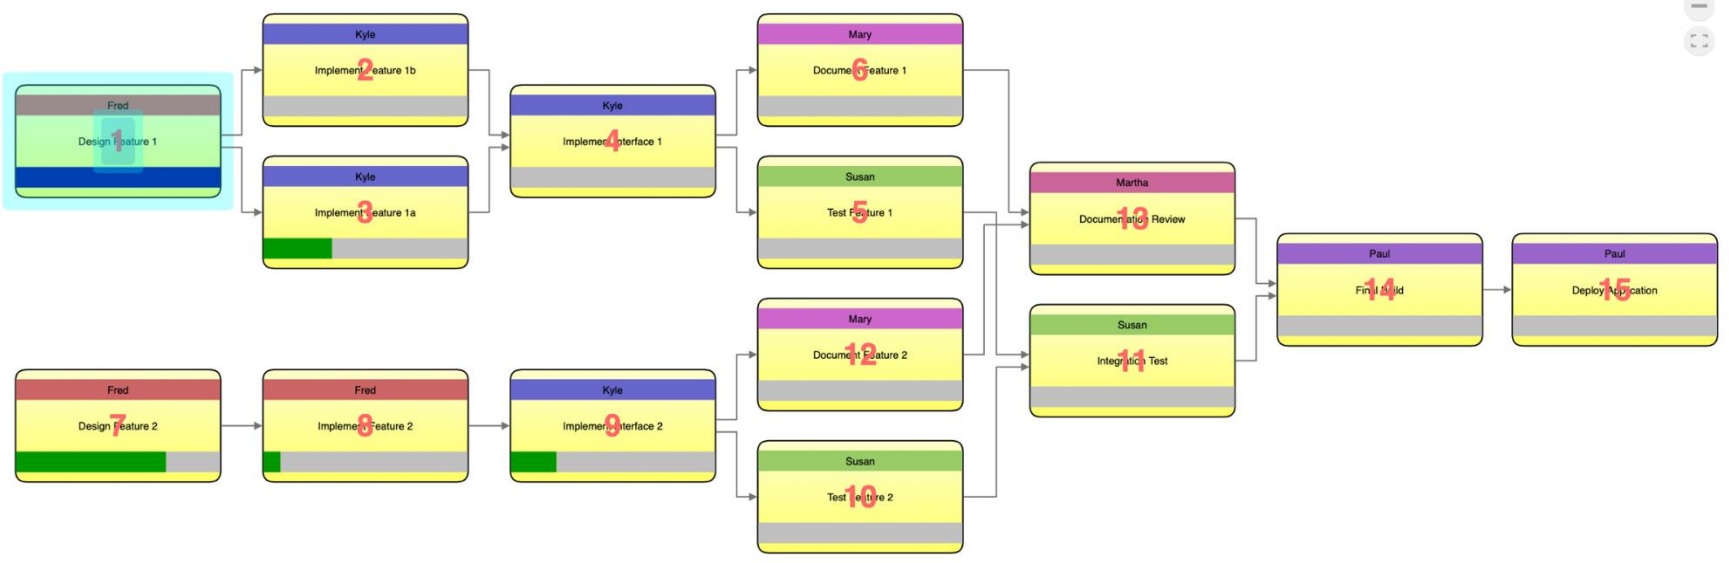 Fred
Design Feature 1
1
Kyle
Implement Feature 1b
2
Kyle
Implement Feature 1a
3
Kyle
Implement Interface 1
4
Mary
Document Feature 1
6
Susan
Test Feature 1
5
Fred
Design Feature 2
7
Fred
Implement Feature 2
8
Kyle
Implement Interface 2
9
Mary
Document Feature 2
12
Susan
Test Feature 2
10
Martha
Documentation Review
13
Susan
Integration Test
11
Paul
Final Build
14
Paul
Deploy Application
15